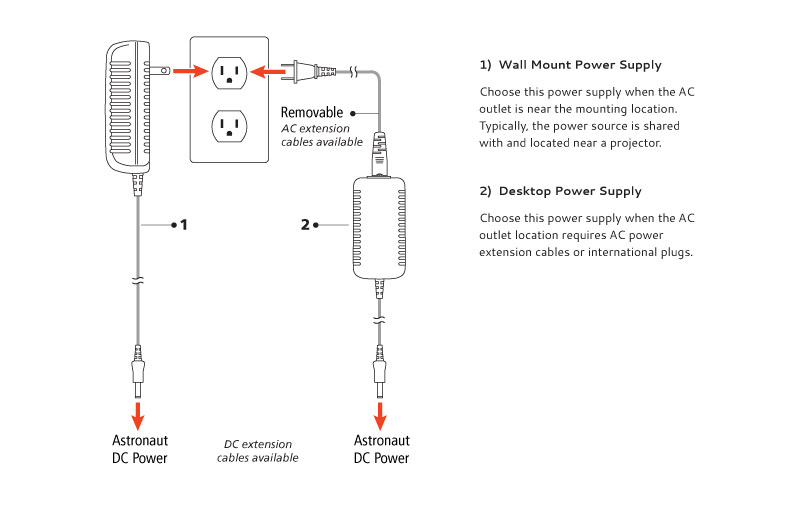 Removable
AC extension
cables available
1
2
Astronaut
DC Power
DC extension
cables available
Astronaut
DC Power
1) Wall Mount Power Supply
Choose this power supply when the AC
outlet is near the mounting location.
Typically, the power source is shared
with and located near a projector.
2) Desktop Power Supply
Choose this power supply when the AC
outlet location requires AC power
extension cables or international plugs.